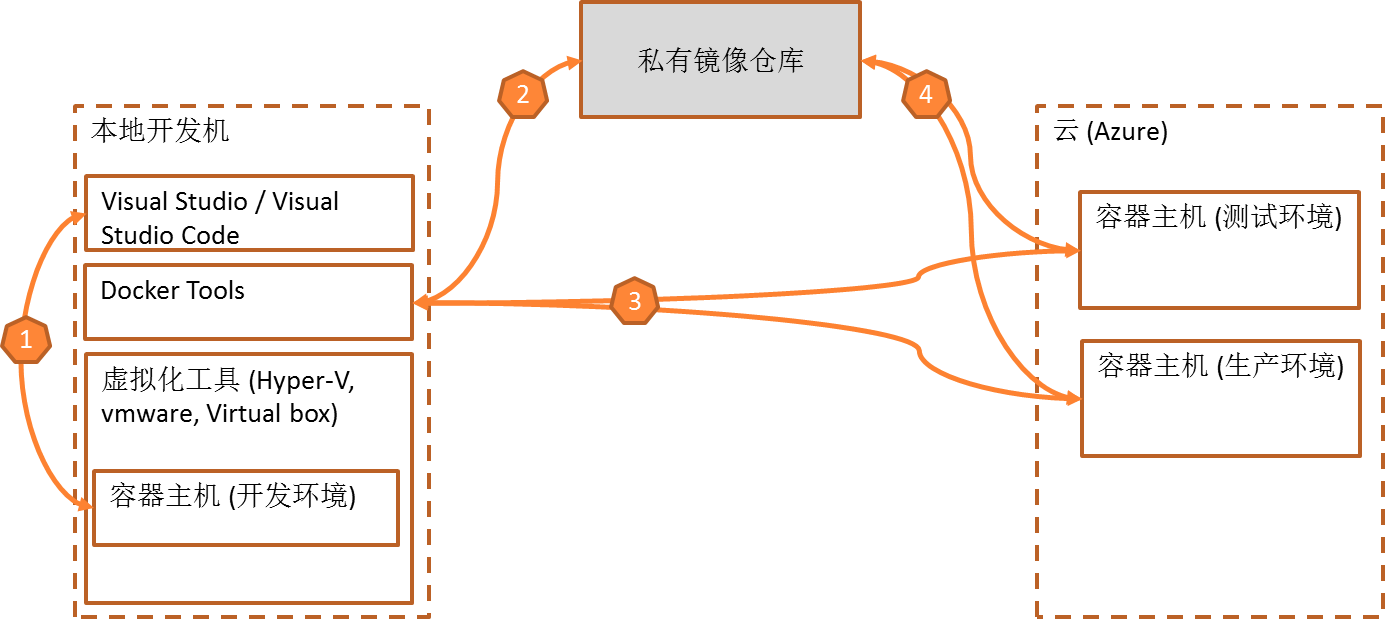 私有镜像仓库
2
4
本地开发机
云 (Azure)
Visual Studio / Visual
Studio Code
容器主机 (测试环境)
Docker Tools
3
1
虚拟化工具 (Hyper-V,
vmware, Virtual box)
容器主机 (生产环境)
容器主机 (开发环境)